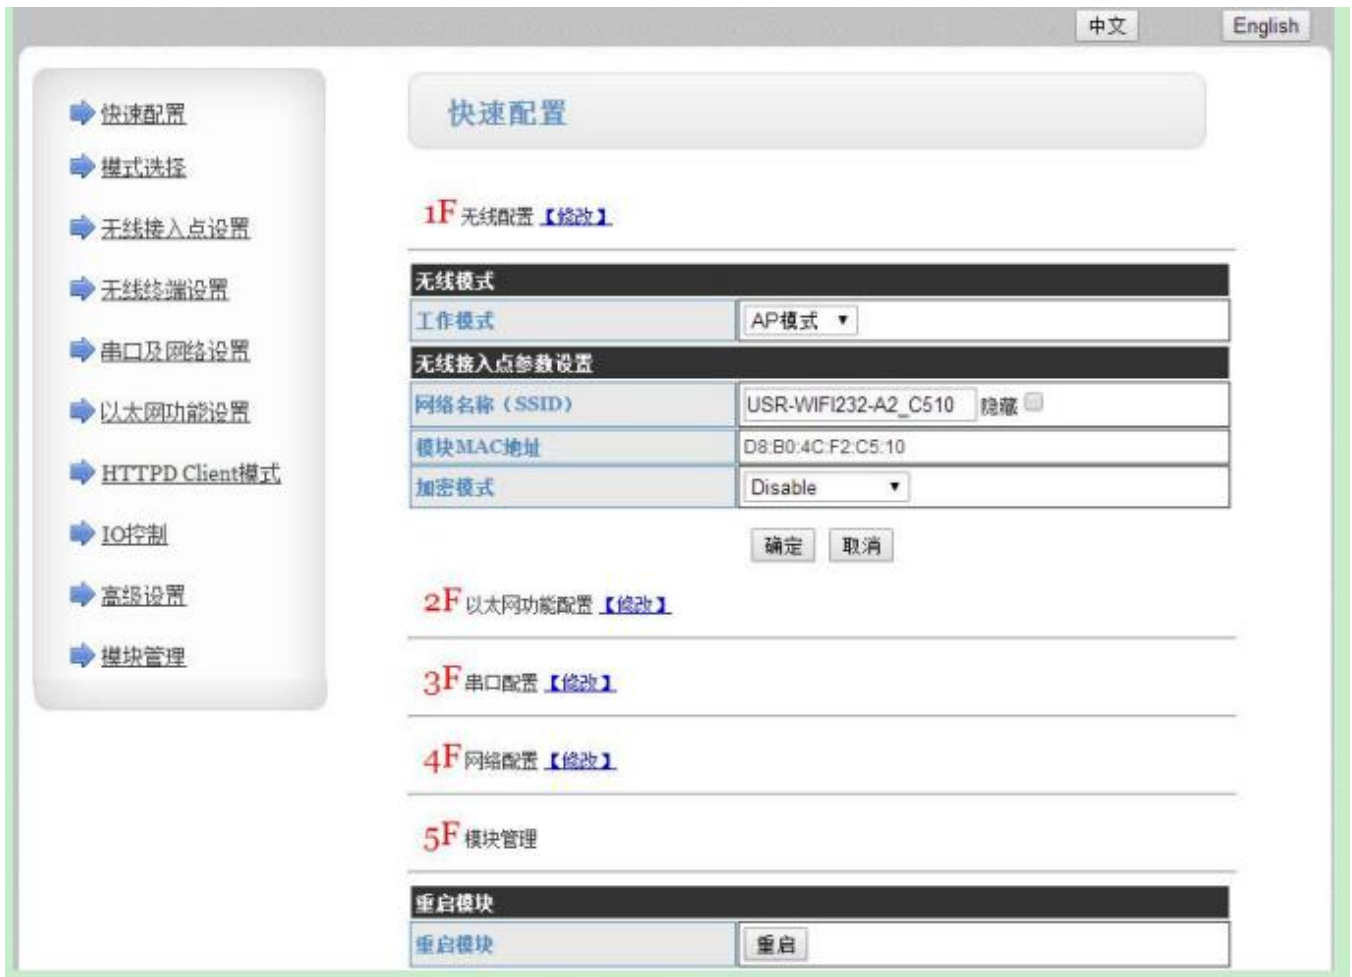 中文 English
快速配置
模式选择
无线接入点设置
无线终端设置
串口及网络设置
以太网功能设置
HTTPD Client模式
IO控制
高级设置
模块管理
快速配置
1F 无线配置【修改】
无线模式
工作模式 AP模式
无线接入点参数设置
网络名称（SSID） USR-WIFI232-A2_C510 隐藏
模块MAC地址 D8:B0:4C:F2:C5:10
加密模式 Disable
确定 取消
2F 以太网功能配置【修改】
3F 串口配置【修改】
4F 网络配置【修改】
5F 模块管理
重启模块
重启模块 重启